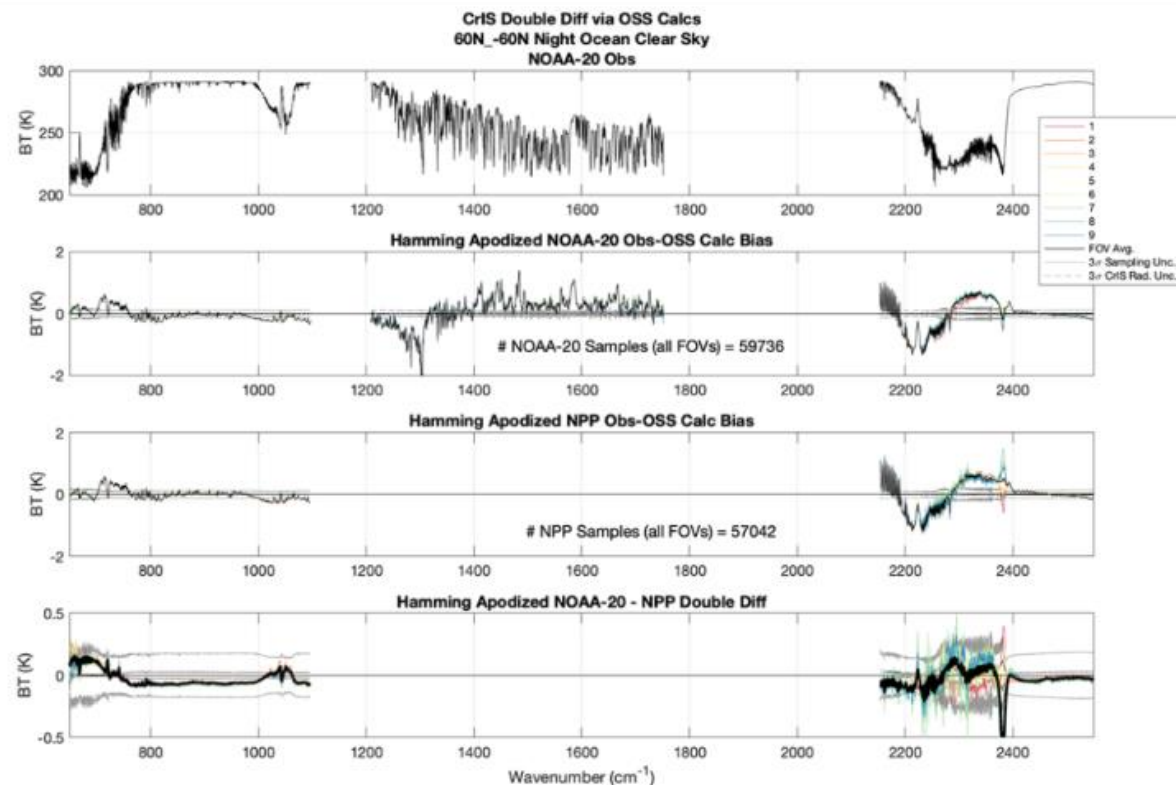 CrIS Double Diff via OSS Calcs
60N_-60N Night Ocean Clear Sky
NOAA-20 Obs
300
250
200
BT (K)
800 1000 1200 1400 1600 1800 2000 2200 2400
1
2
3
4
5
6
7
8
9
FOV Avg.
3σ Sampling Unc.
3σ CrIS Rad. Unc.
Hamming Apodized NOAA-20 Obs-OSS Calc Bias
2
0
-2
BT (K)
# NOAA-20 Samples (all FOVs) = 59736
800 1000 1200 1400 1600 1800 2000 2200 2400
Hamming Apodized NPP Obs-OSS Calc Bias
2
0
-2
BT (K)
# NPP Samples (all FOVs) = 57042
800 1000 1200 1400 1600 1800 2000 2200 2400
Hamming Apodized NOAA-20 - NPP Double Diff
0.5
0
-0.5
BT (K)
800 1000 1200 1400 1600 1800 2000 2200 2400
Wavenumber (cm⁻¹)